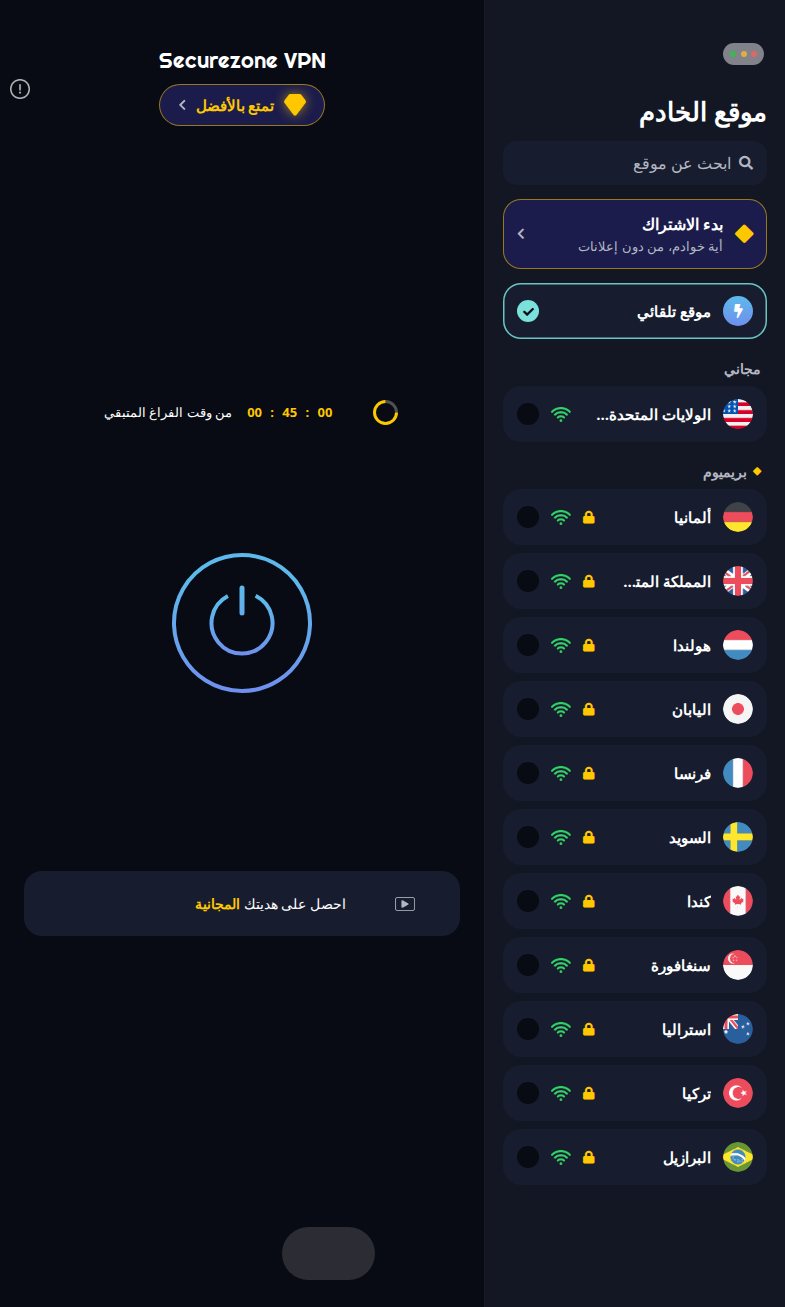 موقع الخادم
ابحث عن موقع
بدء الاشتراك
أية خوادم، من دون إعلانات
موقع تلقائي
مجاني
الولايات المتحدة...
بريميوم
ألمانيا
المملكة المتـ...
هولندا
اليابان
فرنسا
السويد
كندا
سنغافورة
استراليا
تركيا
البرازيل
Securezone VPN
تمتع بالأفضل
00 : 45 : 00 من وقت الفراغ المتبقي
احصل على هديتك المجانية